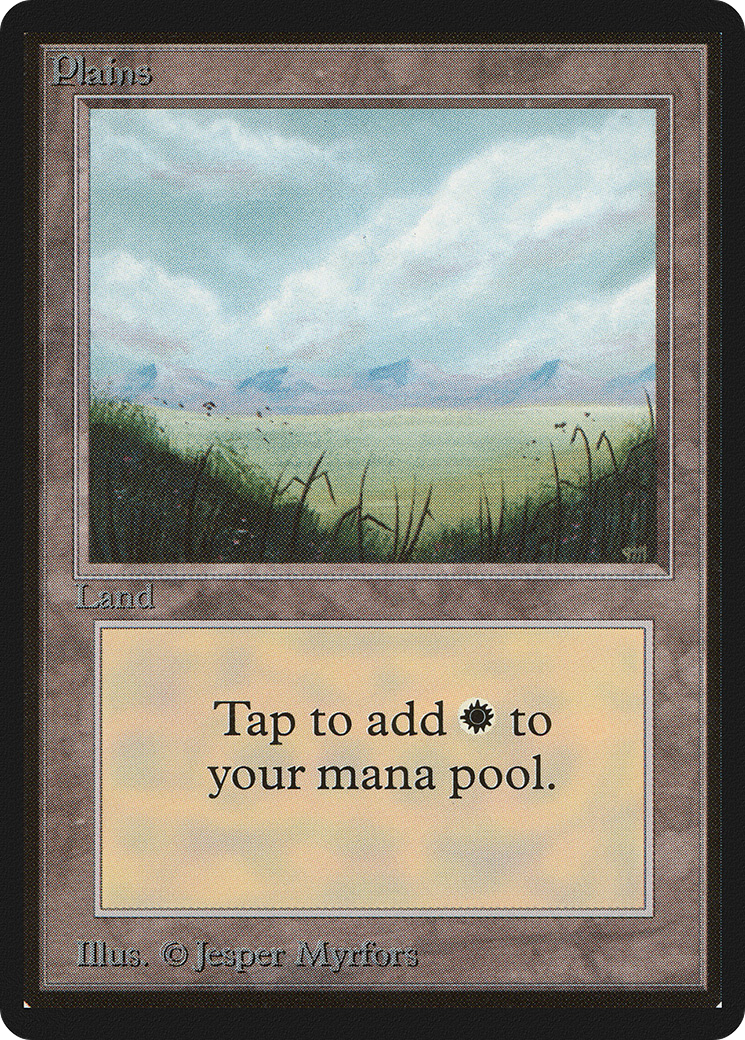 Plains
Land
Tap to add to
your mana pool.
Illus. © Jesper Myrfors